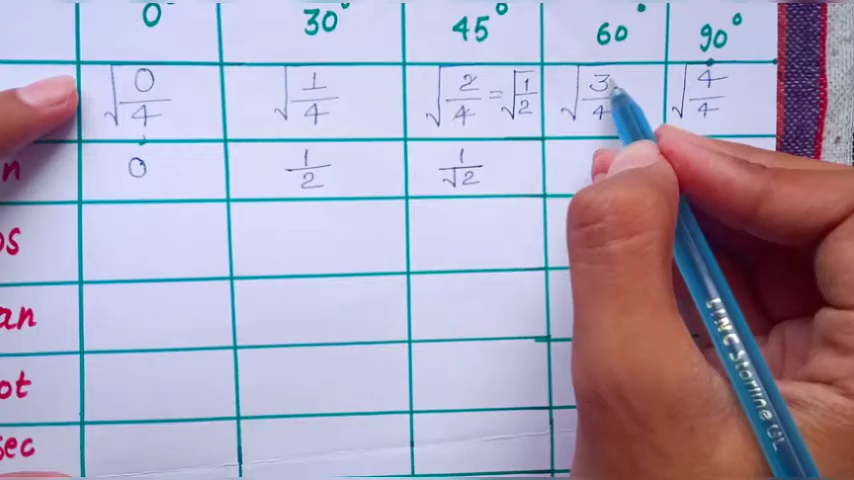 0° 30° 45° 60° 90°
√0/4 √1/4 √2/4 = √1/2 √3/4 √4/4
n 0 1/2 1/√2
os
an
ot
sec
LINC Starline GL